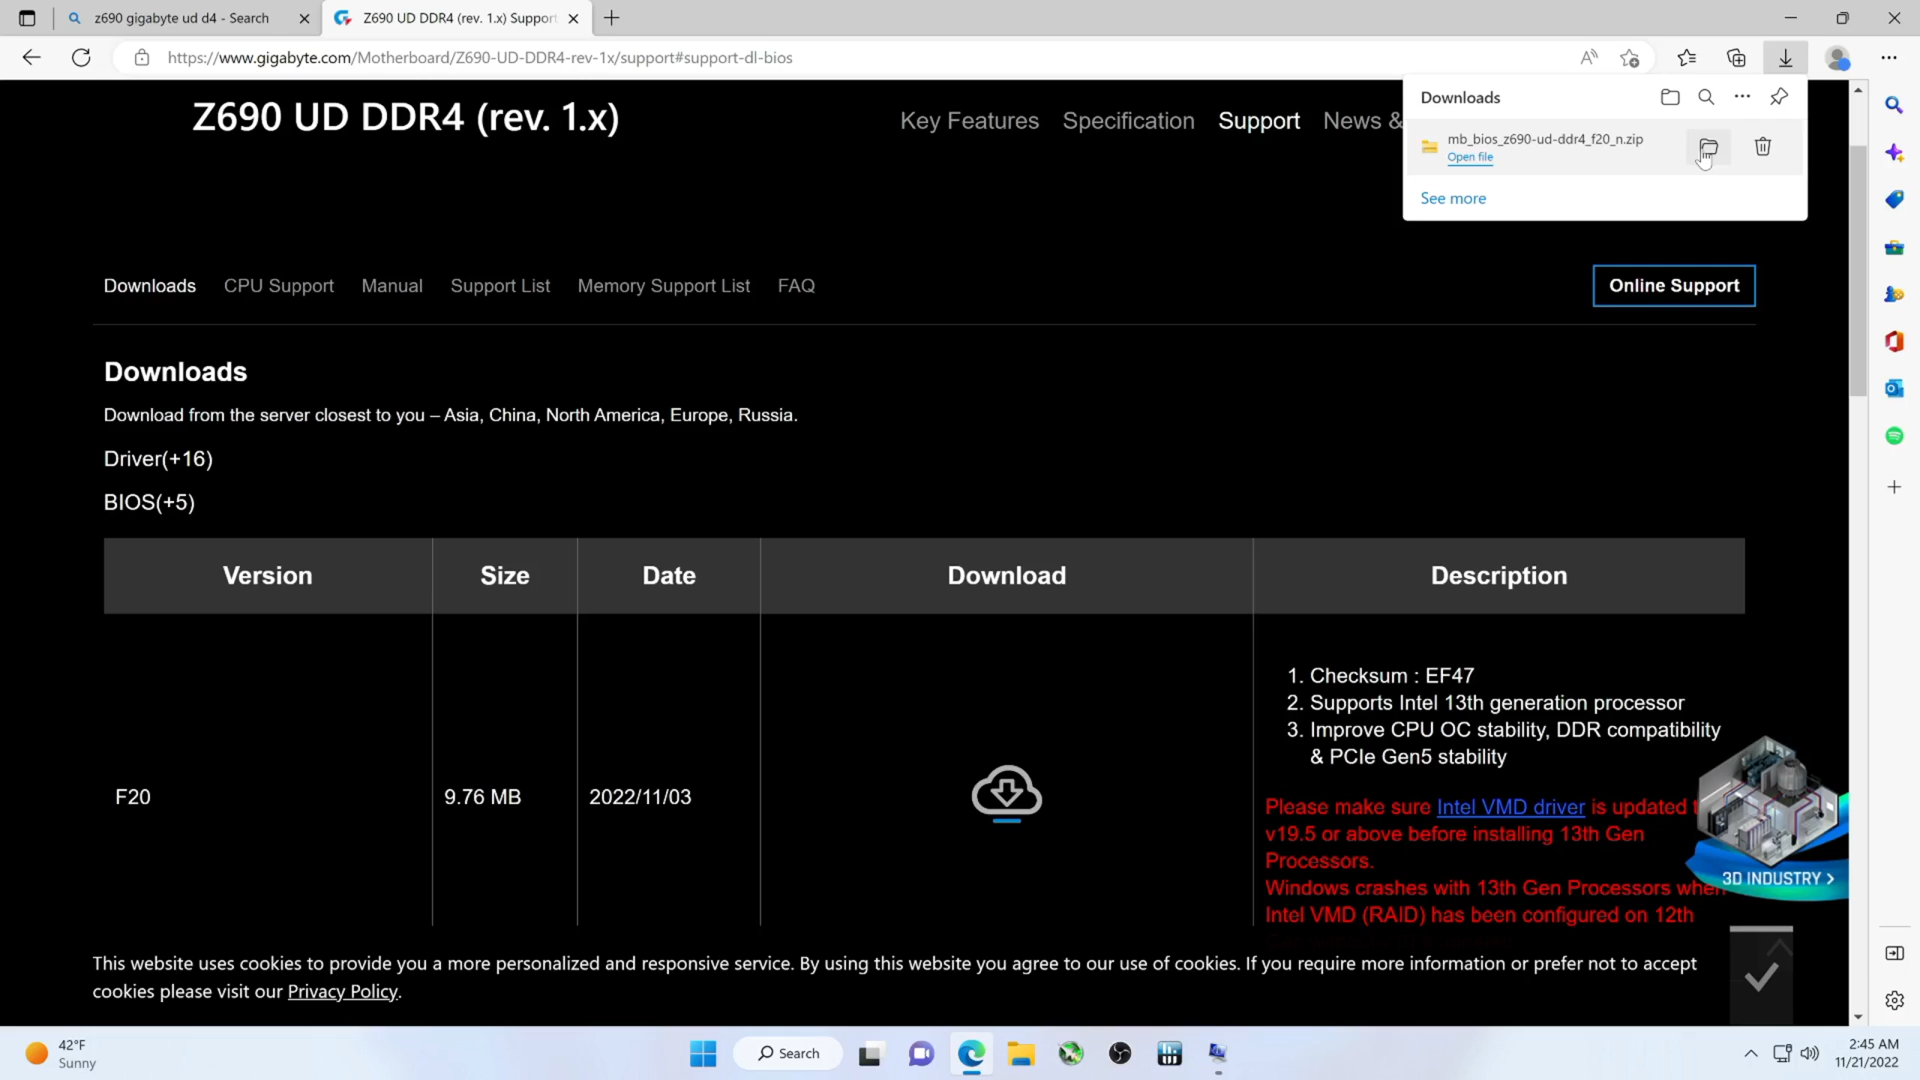 z690 gigabyte ud d4 - Search
Z690 UD DDR4 (rev. 1.x) Suppor
https://www.gigabyte.com/Motherboard/Z690-UD-DDR4-rev-1x/support#support-dl-bios
Downloads
mb_bios_z690-ud-ddr4_f20_n.zip
Open file
See more
Z690 UD DDR4 (rev. 1.x)
Key Features Specification Support News &
Downloads CPU Support Manual Support List Memory Support List FAQ
Online Support
Downloads
Download from the server closest to you – Asia, China, North America, Europe, Russia.
Driver(+16)
BIOS(+5)
Version Size Date Download Description
F20 9.76 MB 2022/11/03
1. Checksum : EF47
2. Supports Intel 13th generation processor
3. Improve CPU OC stability, DDR compatibility
& PCIe Gen5 stability
Please make sure Intel VMD driver is updated
v19.5 or above before installing 13th Gen
Processors.
Windows crashes with 13th Gen Processors when
Intel VMD (RAID) has been configured on 12th
3D INDUSTRY >
This website uses cookies to provide you a more personalized and responsive service. By using this website you agree to our use of cookies. If you require more information or prefer not to accept
cookies please visit our Privacy Policy.
42°F
Sunny
Search
2:45 AM
11/21/2022